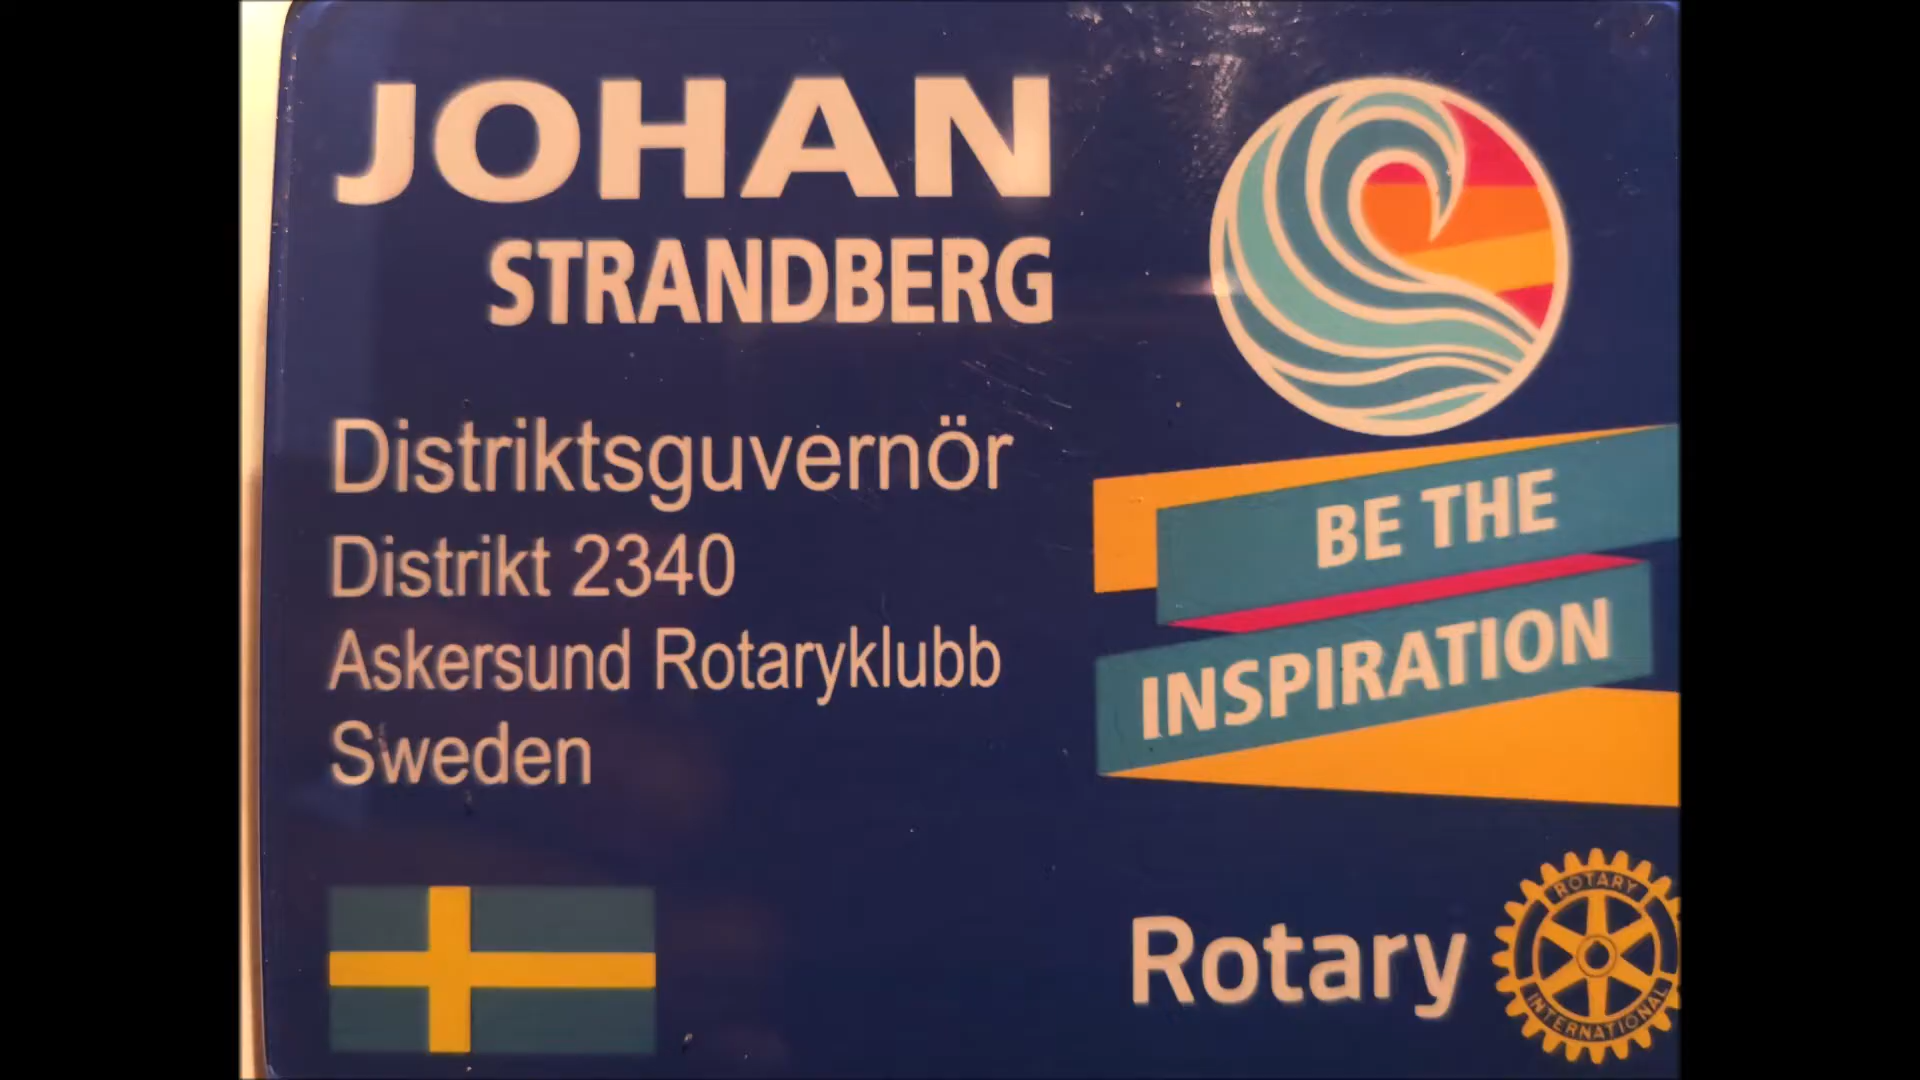 JOHAN
STRANDBERG
Distriktsguvernör
Distrikt 2340
Askersund Rotaryklubb
Sweden
BE THE
INSPIRATION
Rotary
ROTARY
INTERNATIONAL